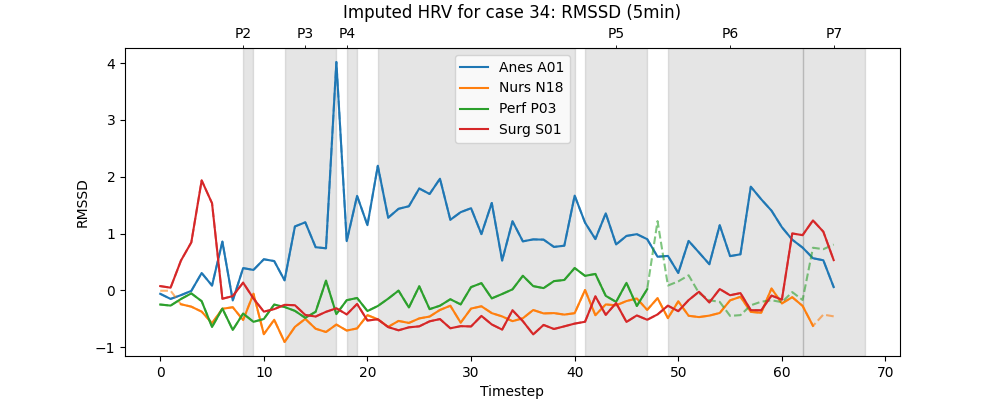 Imputed HRV for case 34: RMSSD (5min)
P2 P3 P4 P5 P6 P7
4
3
2
1
0
−1
RMSSD
Anes A01
Nurs N18
Perf P03
Surg S01
0 10 20 30 40 50 60 70
Timestep